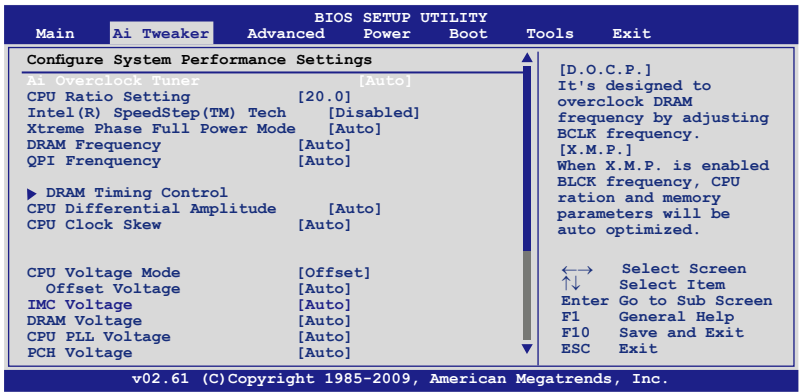 BIOS SETUP UTILITY
Main Ai Tweaker Advanced Power Boot Tools Exit
Configure System Performance Settings
Ai Overclock Tuner [Auto]
CPU Ratio Setting [20.0]
Intel(R) SpeedStep(TM) Tech [Disabled]
Xtreme Phase Full Power Mode [Auto]
DRAM Frequency [Auto]
QPI Frenquency [Auto]
DRAM Timing Control
CPU Differential Amplitude [Auto]
CPU Clock Skew [Auto]
CPU Voltage Mode [Offset]
Offset Voltage [Auto]
IMC Voltage [Auto]
DRAM Voltage [Auto]
CPU PLL Voltage [Auto]
PCH Voltage [Auto]
[D.O.C.P.]
It's designed to
overclock DRAM
frequency by adjusting
BCLK frequency.
[X.M.P.]
When X.M.P. is enabled
BLCK frequency, CPU
ration and memory
parameters will be
auto optimized.
←→ Select Screen
↑↓ Select Item
Enter Go to Sub Screen
F1 General Help
F10 Save and Exit
ESC Exit
v02.61 (C)Copyright 1985-2009, American Megatrends, Inc.